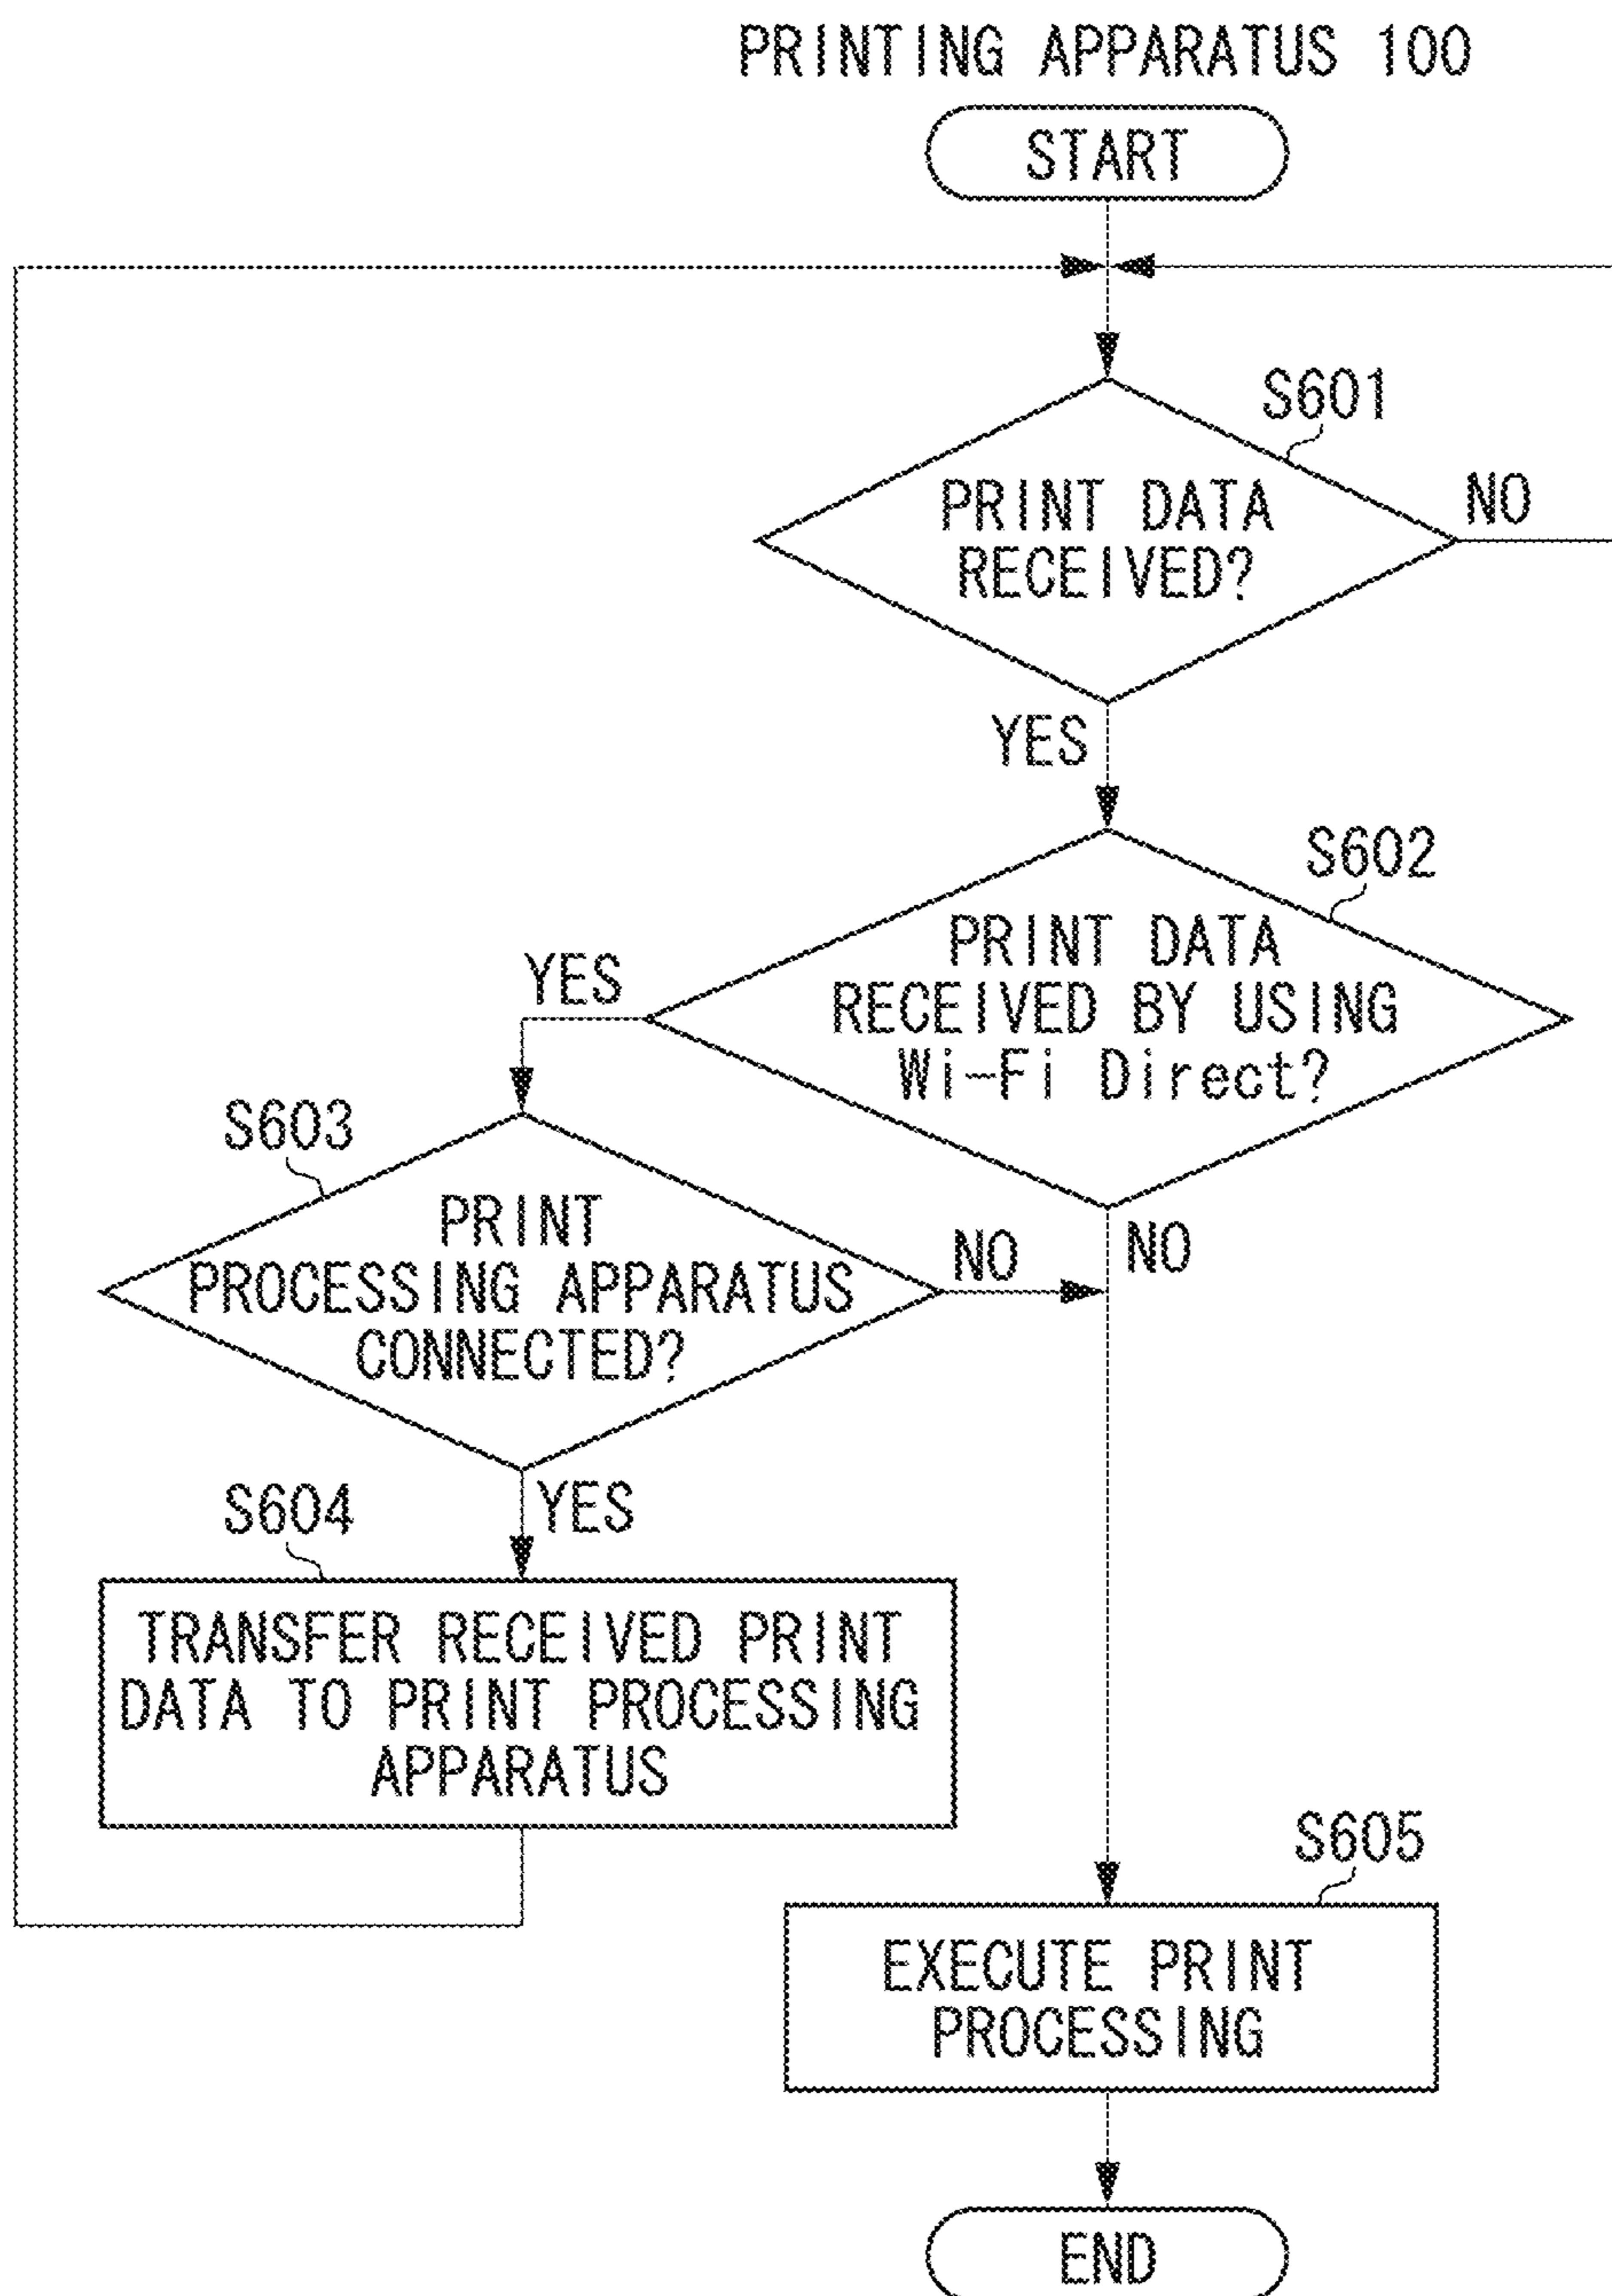 PRINTING APPARATUS 100
START
S601
PRINT DATA
RECEIVED?
NO
YES
S602
PRINT DATA
RECEIVED BY USING
Wi-Fi Direct?
YES
NO
S603
PRINT
PROCESSING APPARATUS
CONNECTED?
NO
YES
S604
TRANSFER RECEIVED PRINT
DATA TO PRINT PROCESSING
APPARATUS
S605
EXECUTE PRINT
PROCESSING
END